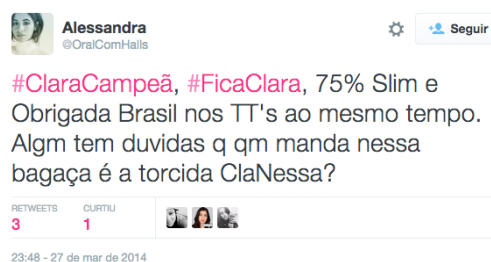 Alessandra
@OralComHalls
Seguir
#ClaraCampeã, #FicaClara, 75% Slim e
Obrigada Brasil nos TT's ao mesmo tempo.
Algm tem duvidas q qm manda nessa
bagaça é a torcida ClaNessa?
RETWEETS
3
CURTIU
1
23:48 - 27 de mar de 2014